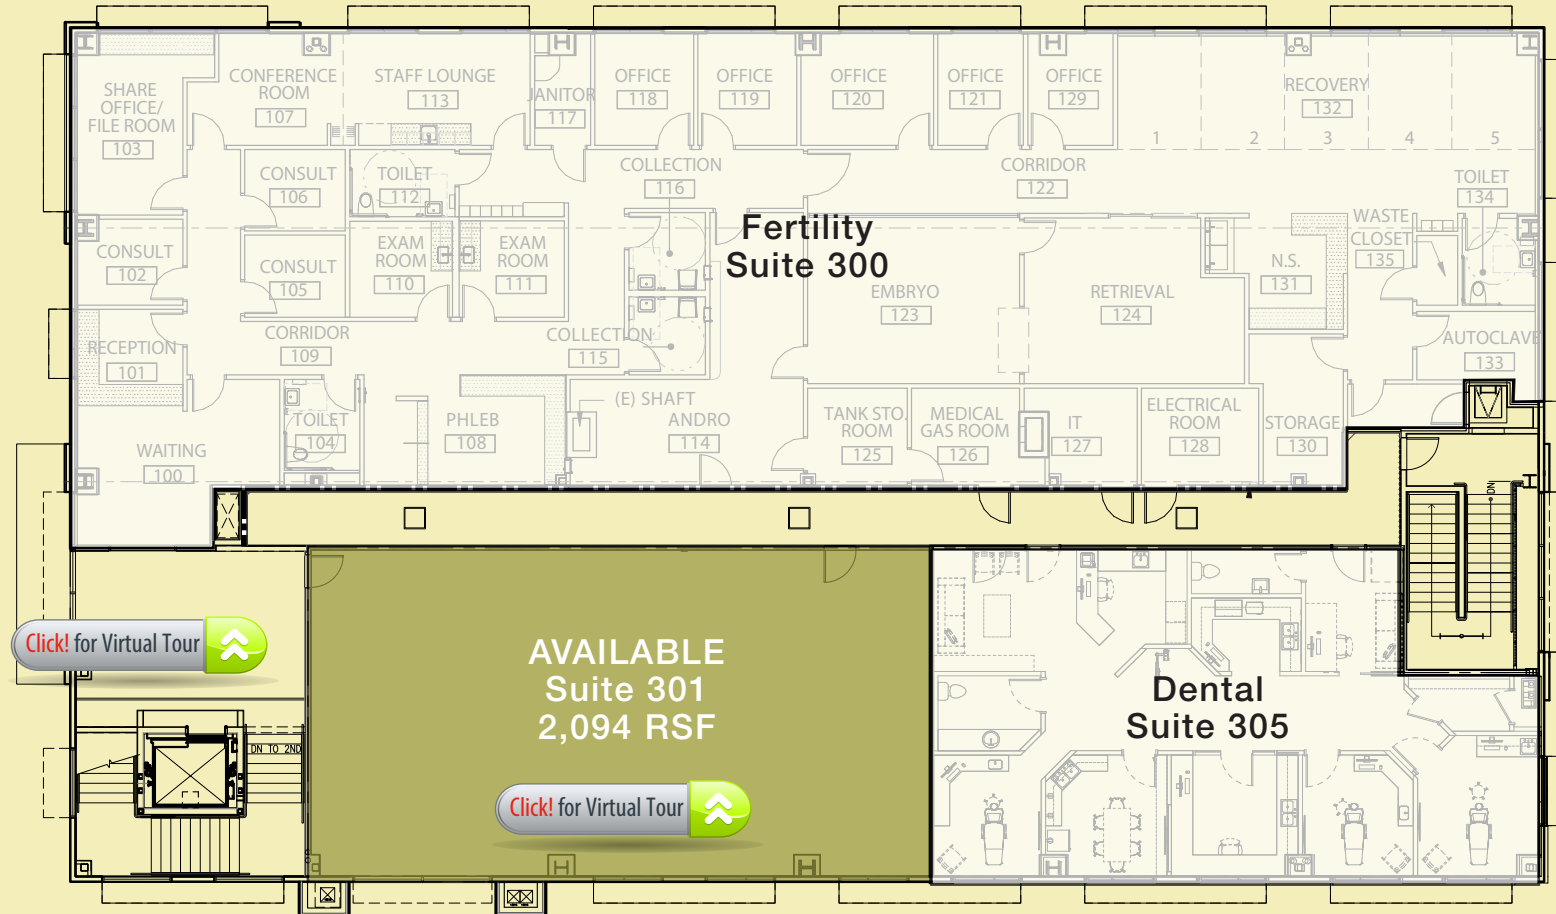 SHARE
OFFICE/
FILE ROOM
103
CONFERENCE
ROOM
107
STAFF LOUNGE
113
JANITOR
117
OFFICE
118
OFFICE
119
OFFICE
120
OFFICE
121
OFFICE
129
RECOVERY
132
1
2
3
4
5
CONSULT
106
TOILET
112
COLLECTION
116
CORRIDOR
122
TOILET
134
CONSULT
102
CONSULT
105
EXAM
ROOM
110
EXAM
ROOM
111
Fertility
Suite 300
EMBRYO
123
RETRIEVAL
124
N.S.
131
WASTE
CLOSET
135
RECEPTION
101
CORRIDOR
109
COLLECTION
115
AUTOCLAVE
133
WAITING
100
TOILET
104
PHLEB
108
(E) SHAFT
ANDRO
114
TANK STO.
ROOM
125
MEDICAL
GAS ROOM
126
IT
127
ELECTRICAL
ROOM
128
STORAGE
130
DN
Click! for Virtual Tour
AVAILABLE
Suite 301
2,094 RSF
Click! for Virtual Tour
DN TO 2ND
Dental
Suite 305